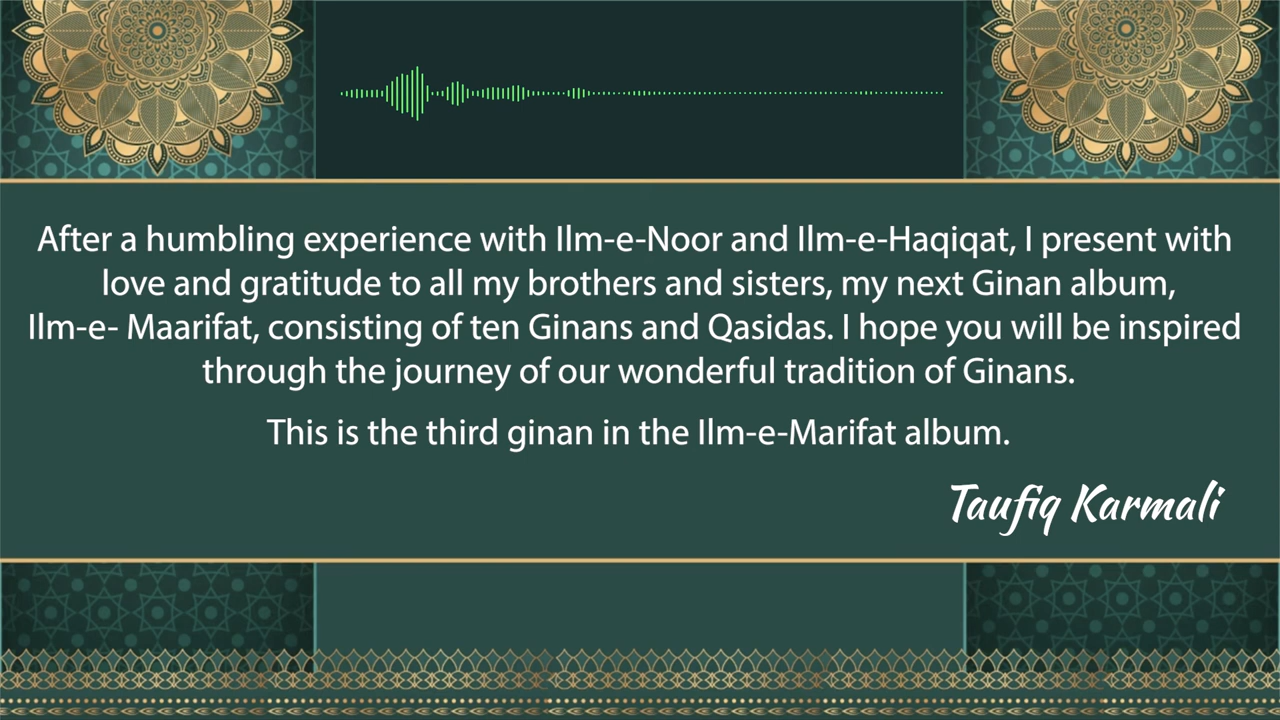 After a humbling experience with Ilm-e-Noor and Ilm-e-Haqiqat, I present with
love and gratitude to all my brothers and sisters, my next Ginan album,
Ilm-e- Maarifat, consisting of ten Ginans and Qasidas. I hope you will be inspired
through the journey of our wonderful tradition of Ginans.
This is the third ginan in the Ilm-e-Marifat album.
Taufiq Karmali